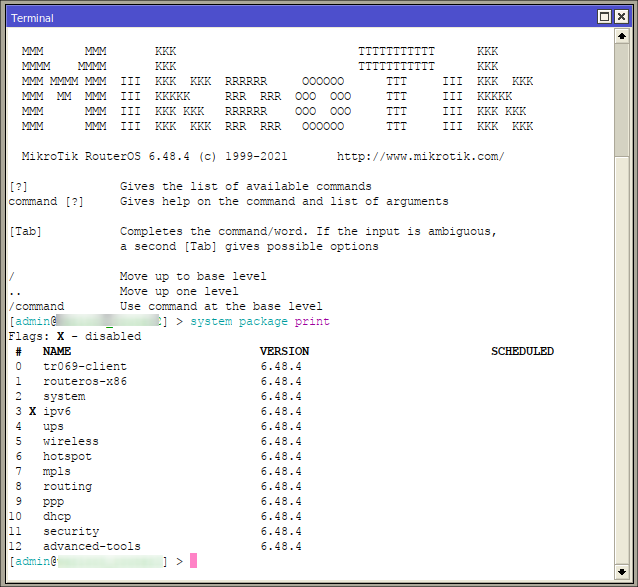 Terminal
MMM      MMM       KKK                          TTTTTTTTTTT      KKK
MMMM    MMMM       KKK                          TTTTTTTTTTT      KKK
MMM MMMM MMM  III  KKK  KKK  RRRRRR     OOOOOO      TTT     III  KKK  KKK
MMM  MM  MMM  III  KKKKK     RRR  RRR  OOO  OOO     TTT     III  KKKKK
MMM      MMM  III  KKK KKK   RRRRRR    OOO  OOO     TTT     III  KKK KKK
MMM      MMM  III  KKK  KKK  RRR  RRR   OOOOOO      TTT     III  KKK  KKK
MikroTik RouterOS 6.48.4 (c) 1999-2021       http://www.mikrotik.com/
[?]             Gives the list of available commands
command [?]     Gives help on the command and list of arguments
[Tab]           Completes the command/word. If the input is ambiguous,
a second [Tab] gives possible options
/               Move up to base level
..              Move up one level
/command        Use command at the base level
[admin@ ] > system package print
Flags: X - disabled
#   NAME                           VERSION                          SCHEDULED
0   tr069-client                   6.48.4
1   routeros-x86                   6.48.4
2   system                         6.48.4
3 X ipv6                           6.48.4
4   ups                            6.48.4
5   wireless                       6.48.4
6   hotspot                        6.48.4
7   mpls                           6.48.4
8   routing                        6.48.4
9   ppp                            6.48.4
10   dhcp                           6.48.4
11   security                       6.48.4
12   advanced-tools                 6.48.4
[admin@ ] >